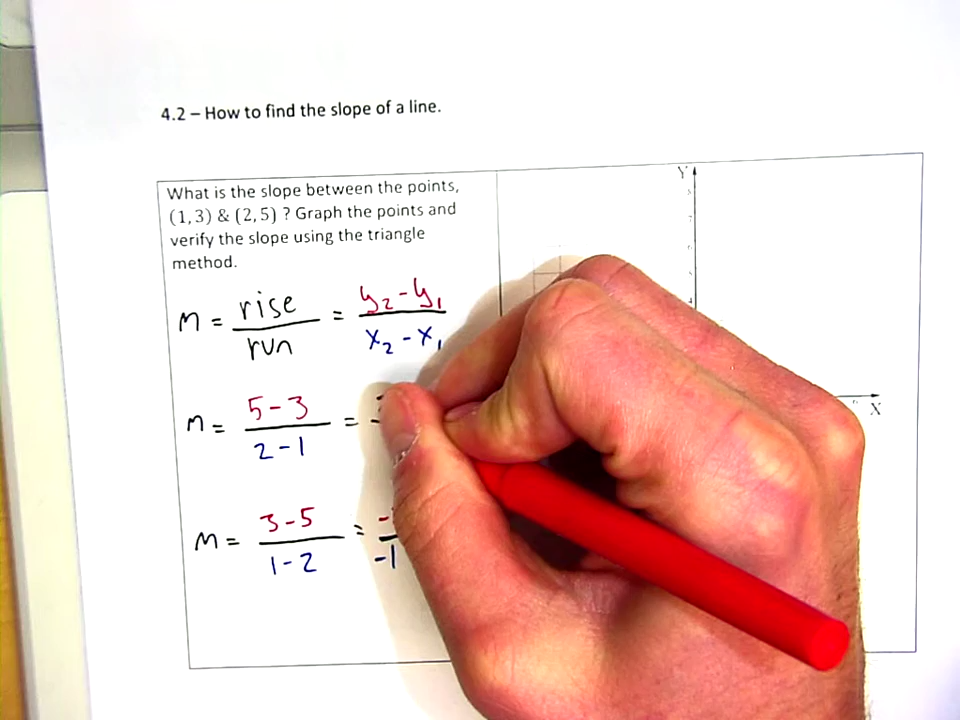 4.2 – How to find the slope of a line.
What is the slope between the points,
(1,3) & (2,5) ? Graph the points and
verify the slope using the triangle
method.
m = rise/run = y₂-y₁/x₂-x₁
m = 5-3/2-1 =
m = 3-5/1-2 = -/-1
Y
X